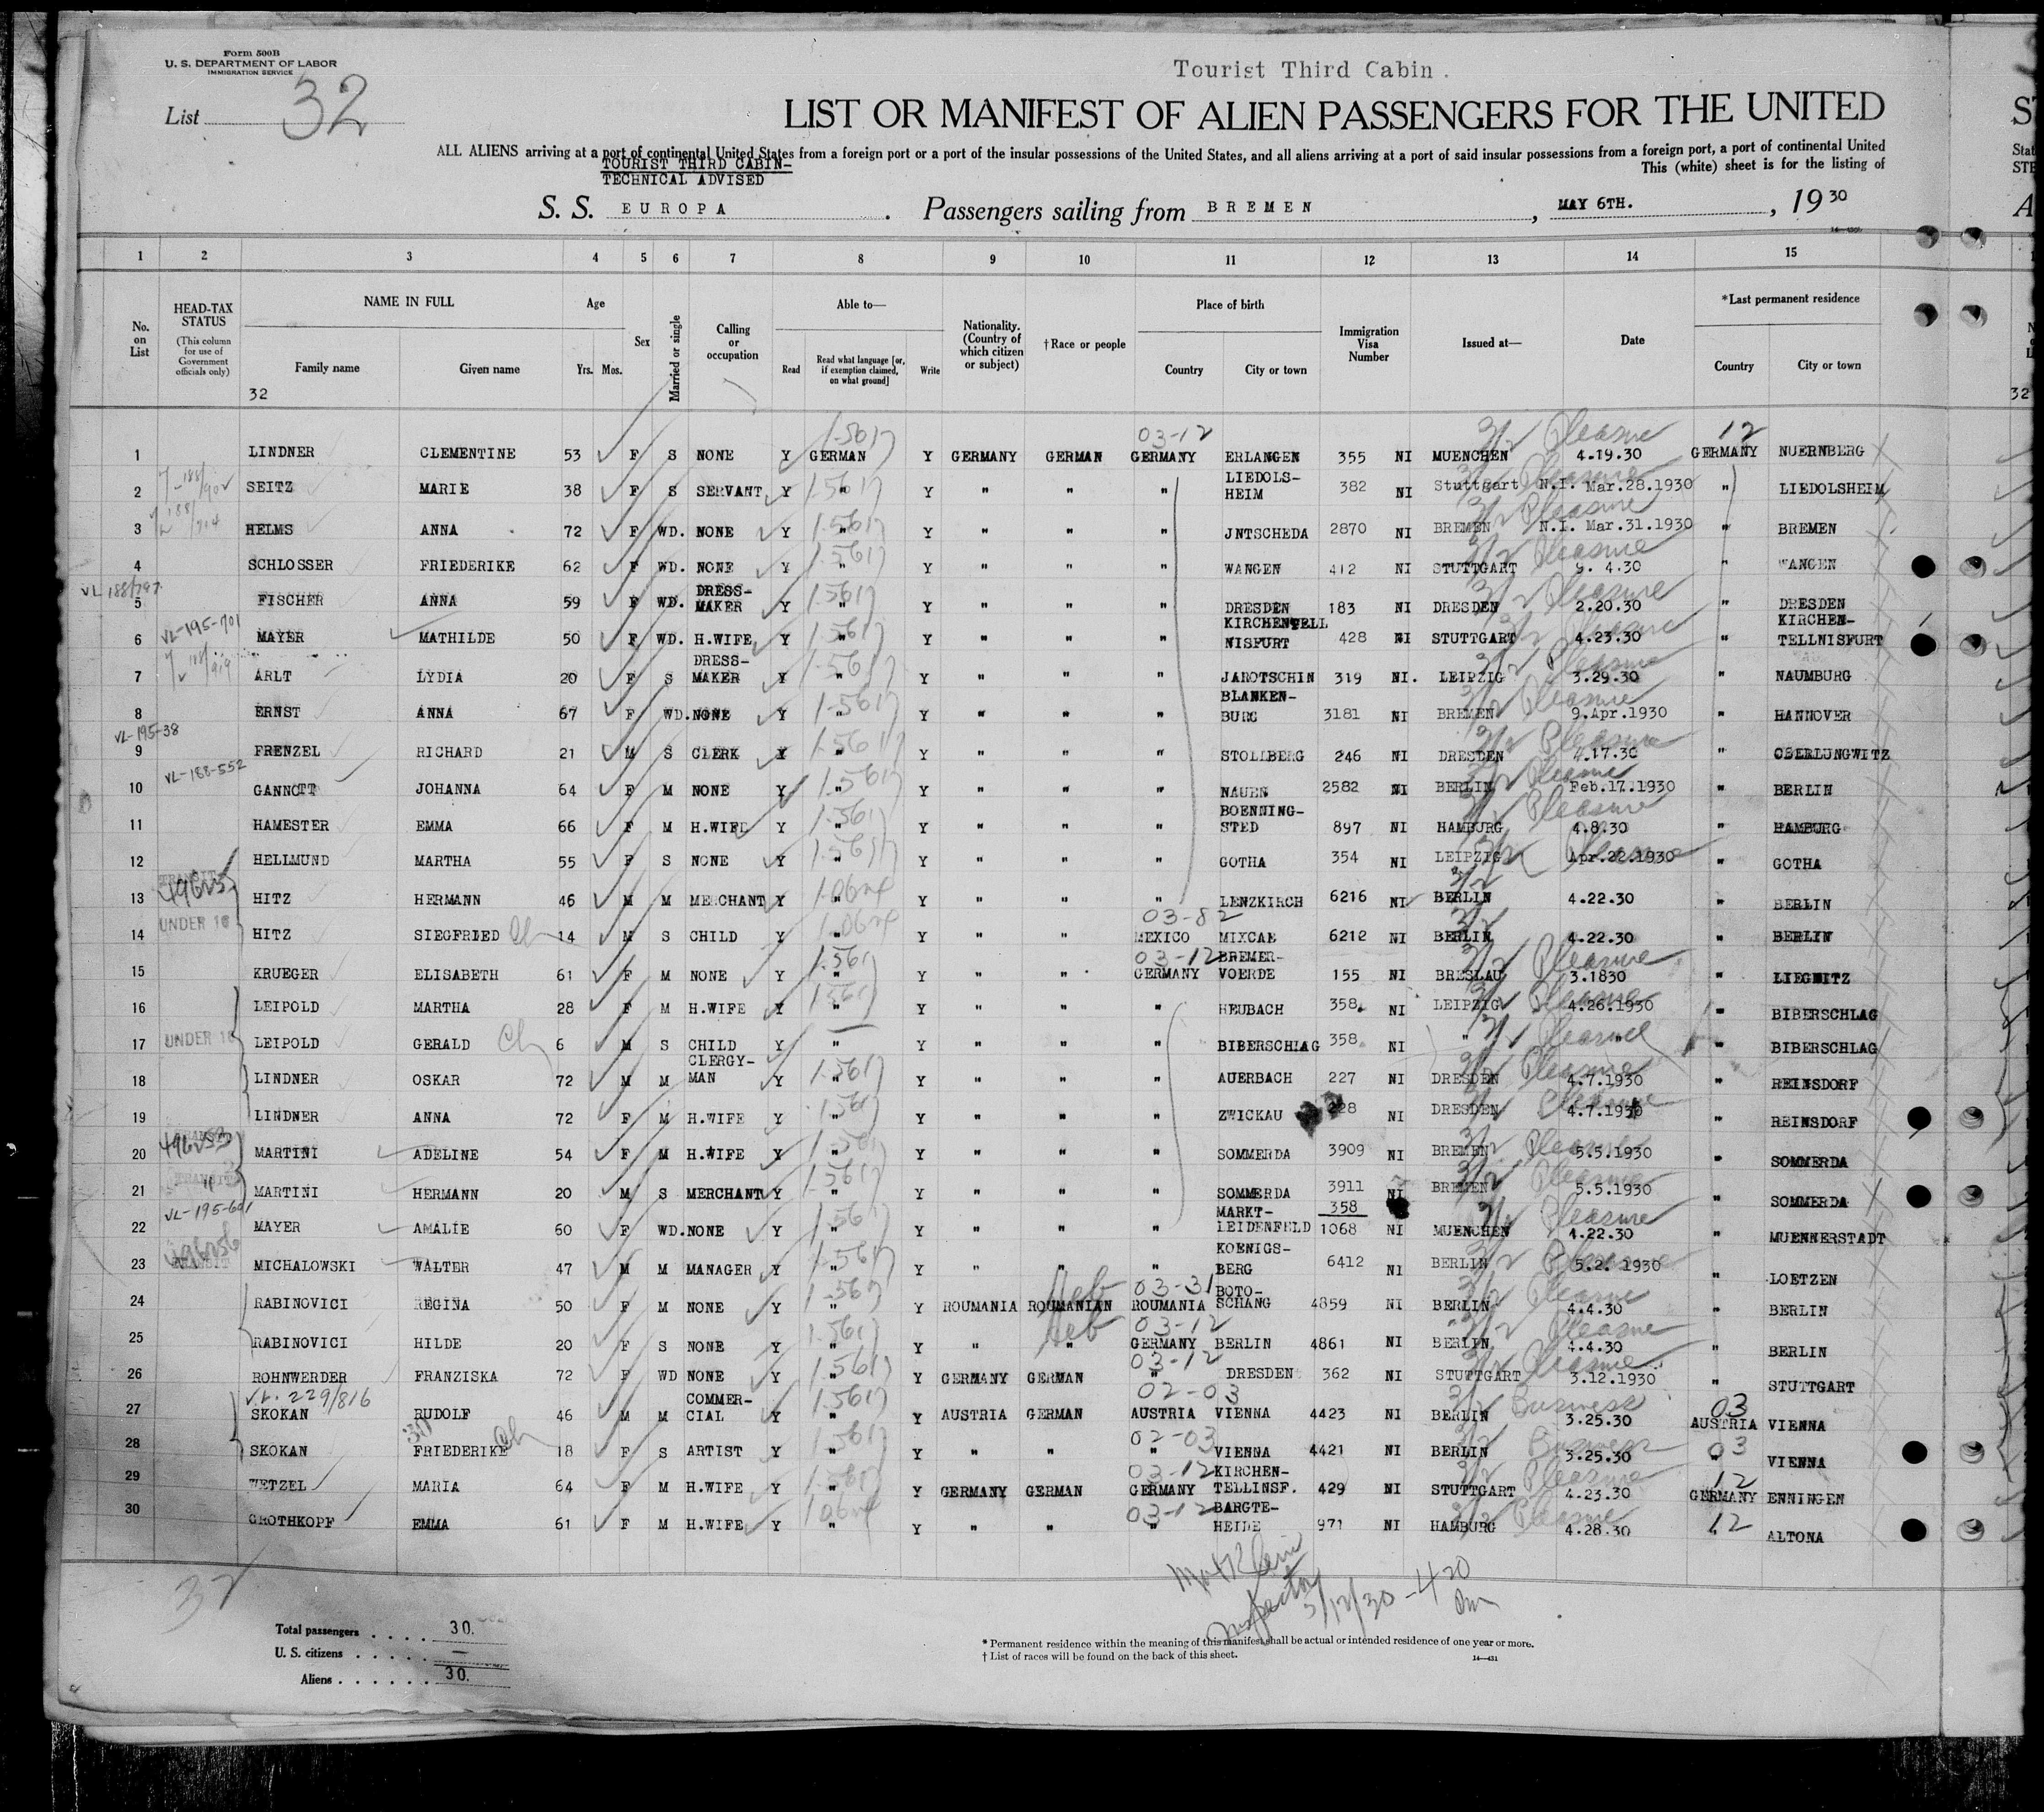 Form 500B
U. S. DEPARTMENT OF LABOR
IMMIGRATION SERVICE
List 32
Tourist Third Cabin.
LIST OR MANIFEST OF ALIEN PASSENGERS FOR THE UNITED
ALL ALIENS arriving at a port of continental United States from a foreign port or a port of the insular possessions of the United States, and all aliens arriving at a port of said insular possessions from a foreign port, a port of continental United
TOURIST THIRD CABIN-
This (white) sheet is for the listing of
TECHNICAL ADVISED
S. S. EUROPA. Passengers sailing from BREMEN, MAY 6TH., 1930
1 2 3 4 5 6 7 8 9 10 11 12 13 14 15
No. on List
HEAD-TAX STATUS
(This column for use of Government officials only)
NAME IN FULL
Family name Given name
Age
Yrs. Mos.
Sex
Married or single
Calling or occupation
Able to—
Read
Read what language [or, if exemption claimed, on what ground]
Write
Nationality. (Country of which citizen or subject)
† Race or people
Place of birth
Country City or town
Immigration Visa Number
Issued at—
Date
*Last permanent residence
Country City or town
32
1 LINDNER CLEMENTINE 53 F S NONE Y GERMAN Y GERMANY GERMAN GERMANY ERLANGEN 355 NI MUENCHEN 4-19.30 GERMANY NUERNBERG
2 SEITZ MARIE 38 F S SERVANT Y " Y " " " LIEDOLS-HEIM 382 NI Stuttgart N.I. Mar.28.1930 " LIEDOLSHEIM
3 HELMS ANNA 72 F WD. NONE Y " Y " " " JNTSCHEDA 2870 NI BREMEN N.I. Mar.31.1930 " BREMEN
4 SCHLOSSER FRIEDERIKE 62 F WD. NONE Y " Y " " " WANGEN 412 NI STUTTGART 4.30 " WANGEN
5 FISCHER ANNA 59 F WD. DRESS-MAKER Y " Y " " " DRESDEN 183 NI DRESDEN 2.20.30 " DRESDEN
6 MAYER MATHILDE 50 F WD. H.WIFE Y " Y " " " KIRCHENTELL NISFURT 428 NI STUTTGART 4.23.30 " KIRCHEN-TELLNISFURT
7 ARLT LYDIA 20 F S DRESS-MAKER Y " Y " " " JAROTSCHIN 319 NI. LEIPZIG 3.29.30 " NAUMBURG
8 ERNST ANNA 67 F WD. NONE Y " Y " " " BLANKEN-BURG 3181 NI BREMEN 9.Apr.1930 " HANNOVER
9 FRENZEL RICHARD 21 M S CLERK Y " Y " " " STOLLBERG 246 NI DRESDEN 4.17.30 " OBERLUNGWITZ
10 GANNOTT JOHANNA 64 F M NONE Y " Y " " " NAUEN 2582 NI BERLIN Feb.17.1930 " BERLIN
11 HAMESTER EMMA 66 F M H.WIFE Y " Y " " " BOENNING-STED 897 NI HAMBURG 4.8.30 " HAMBURG
12 HELLMUND MARTHA 55 F S NONE Y " Y " " " GOTHA 354 NI LEIPZIG Apr.22.1930 " GOTHA
13 HITZ HERMANN 46 M M MERCHANT Y " Y " " " LENZKIRCH 6216 NI BERLIN 4.22.30 " BERLIN
14 UNDER 16 HITZ SIEGFRIED Ch 14 M S CHILD Y " Y " " MEXICO MIXCAE 6212 NI BERLIN 4.22.30 " BERLIN
15 KRUEGER ELISABETH 61 F M NONE Y " Y " " GERMANY BREMER-VOERDE 155 NI BRESLAU 3.1830 " LIEGNITZ
16 LEIPOLD MARTHA 28 F M H.WIFE Y " Y " " " HEUBACH 358 NI LEIPZIG 4.26.1930 " BIBERSCHLAG
17 UNDER 16 LEIPOLD GERALD Ch 6 M S CHILD Y " Y " " " BIBERSCHLAG 358 NI " " " BIBERSCHLAG
18 LINDNER OSKAR 72 M M CLERGY-MAN Y " Y " " " AUERBACH 227 NI DRESDEN 4.7.1930 " REINSDORF
19 LINDNER ANNA 72 F M H.WIFE Y " Y " " " ZWICKAU 228 NI DRESDEN 4.7.1930 " REINSDORF
20 MARTINI ADELINE 54 F M H.WIFE Y " Y " " " SOMMERDA 3909 NI BREMEN 5.5.1930 " SOMMERDA
21 MARTINI HERMANN 20 M S MERCHANT Y " Y " " " SOMMERDA 3911 NI BREMEN 5.5.1930 " SOMMERDA
358
22 MAYER AMALIE 60 F WD. NONE Y " Y " " " MARKT-LEIDENFELD 1068 NI MUENCHEN 4.22.30 " MUENNERSTADT
23 MICHALOWSKI WALTER 47 M M MANAGER Y " Y " " " KOENIGS-BERG 6412 NI BERLIN 5.2.1930 " LOETZEN
24 RABINOVICI REGINA 50 F M NONE Y " Y ROUMANIA ROUMANIAN Heb ROUMANIA BOTO-SCHANG 4859 NI BERLIN 4.4.30 " BERLIN
25 RABINOVICI HILDE 20 F S NONE Y " Y " " Heb GERMANY BERLIN 4861 NI BERLIN 4.4.30 " BERLIN
26 ROHNWERDER FRANZISKA 72 F WD NONE Y " Y GERMANY GERMAN " DRESDEN 362 NI STUTTGART 3.12.1930 " STUTTGART
27 SKOKAN RUDOLF 46 M M COMMER-CIAL Y " Y AUSTRIA GERMAN AUSTRIA VIENNA 4423 NI BERLIN Business 3.25.30 AUSTRIA VIENNA
28 SKOKAN FRIEDERIKE Ch 18 F S ARTIST Y " Y " " " VIENNA 4421 NI BERLIN Business 3.25.30 " VIENNA
29 WETZEL MARIA 64 F M H.WIFE Y " Y GERMANY GERMAN GERMANY KIRCHEN-TELLINSF. 429 NI STUTTGART 4.23.30 GERMANY ENNINGEN
30 GROTHKOPF EMMA 61 F M H.WIFE Y " Y " " " BARGTE-HEIDE 971 NI HAMBURG 4.28.30 " ALTONA
32
Inspector 5/12/30 - 420
Total passengers . . . . 30.
U. S. citizens . . . . . —
Aliens . . . . . . 30.
* Permanent residence within the meaning of this manifest shall be actual or intended residence of one year or more.
† List of races will be found on the back of this sheet.
14—431